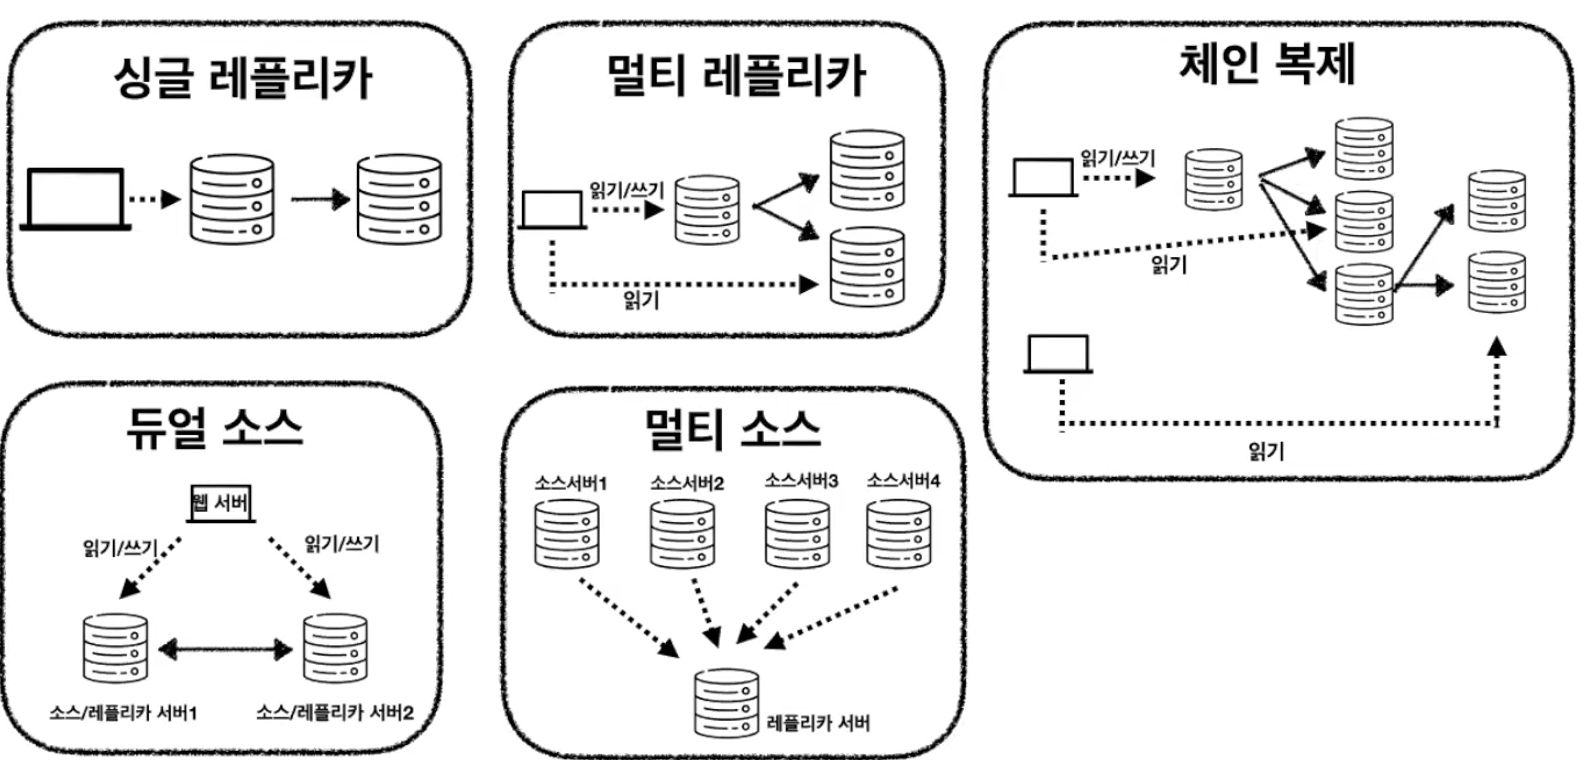 싱글 레플리카
멀티 레플리카
읽기/쓰기
읽기
체인 복제
읽기/쓰기
읽기
읽기
듀얼 소스
웹 서버
읽기/쓰기
읽기/쓰기
소스/레플리카 서버1
소스/레플리카 서버2
멀티 소스
소스서버1
소스서버2
소스서버3
소스서버4
레플리카 서버